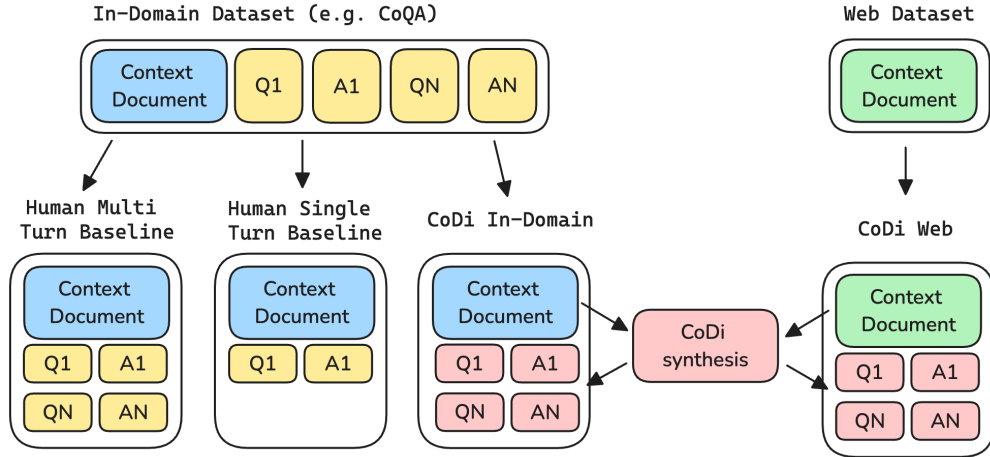 In-Domain Dataset (e.g. CoQA)
Web Dataset
Context
Document
Q1
A1
QN
AN
Context
Document
Human Multi
Turn Baseline
Human Single
Turn Baseline
CoDi In-Domain
CoDi Web
Context
Document
Q1
A1
QN
AN
Context
Document
Q1
A1
Context
Document
Q1
A1
QN
AN
CoDi
synthesis
Context
Document
Q1
A1
QN
AN